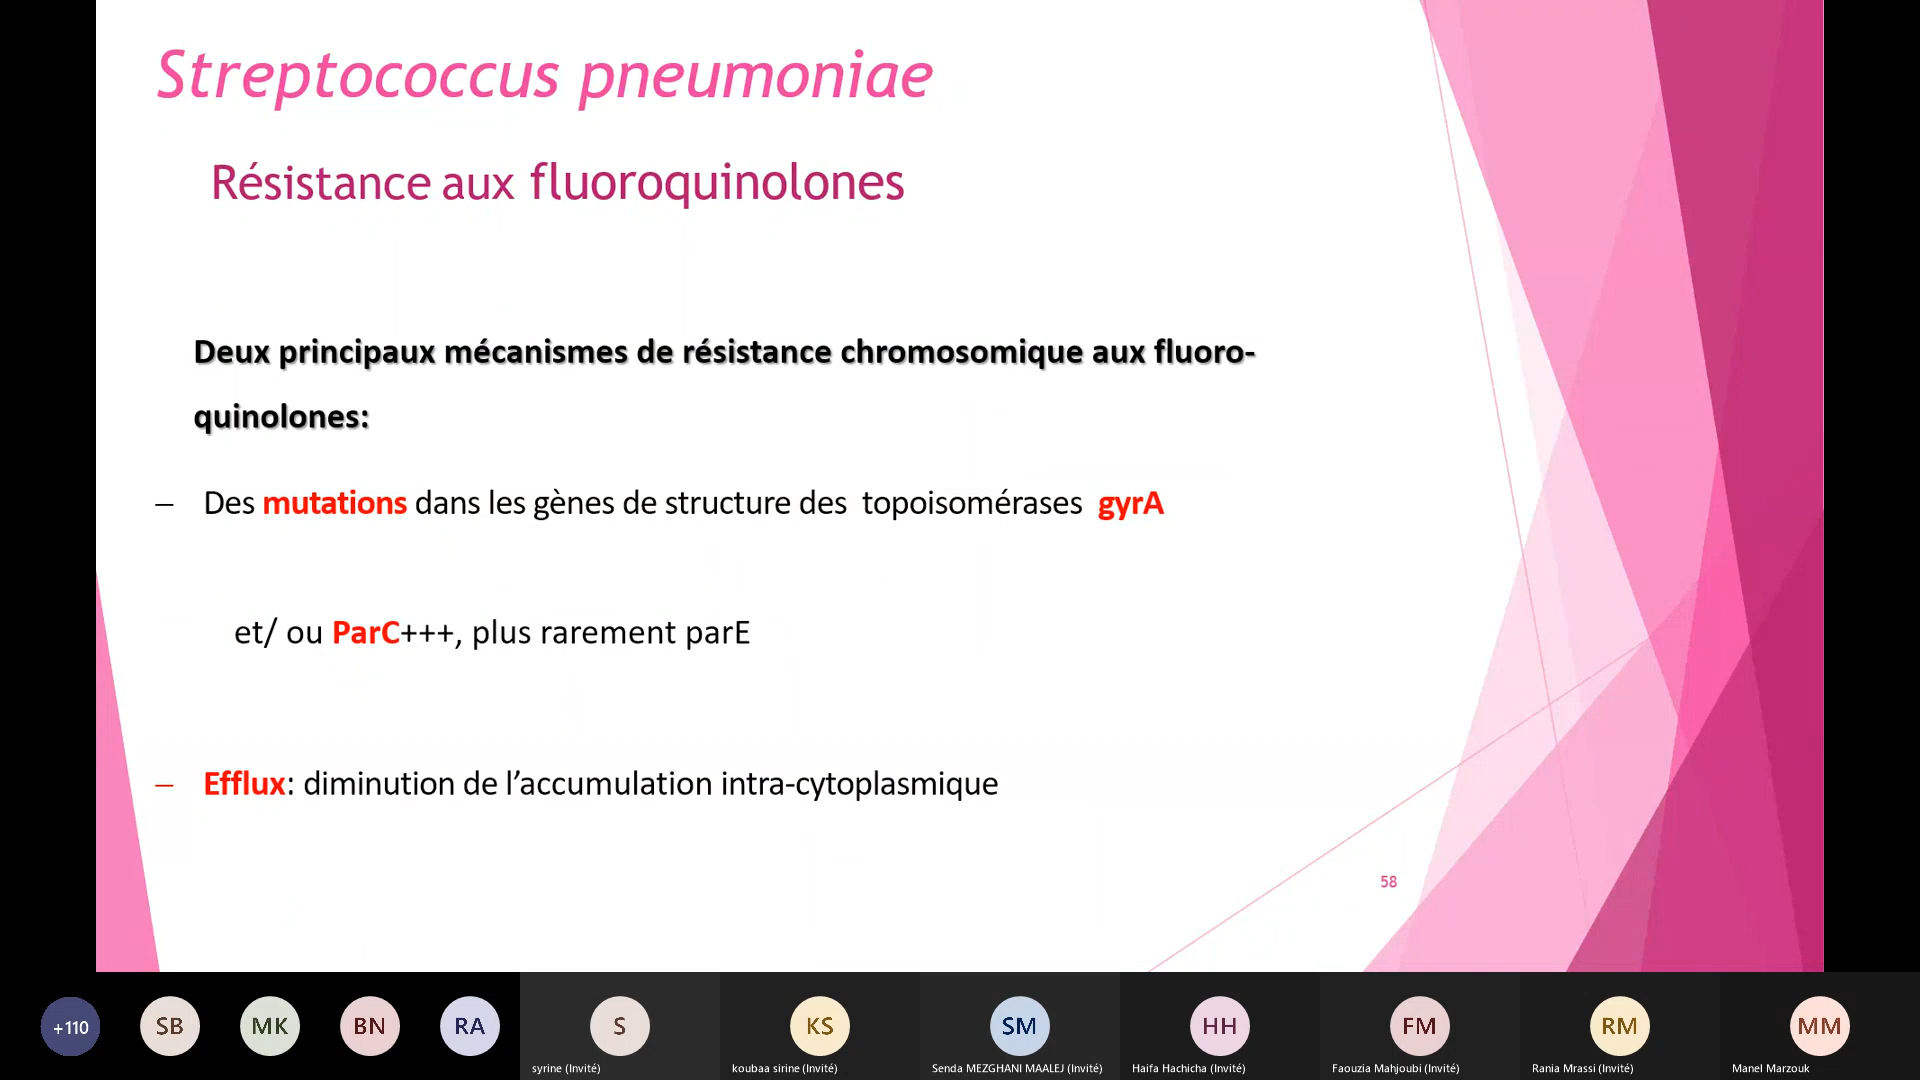 Streptococcus pneumoniae
Résistance aux fluoroquinolones
Deux principaux mécanismes de résistance chromosomique aux fluoro-
quinolones:
– Des mutations dans les gènes de structure des topoisomérases gyrA
et/ ou ParC+++, plus rarement parE
– Efflux: diminution de l’accumulation intra-cytoplasmique
58
+110 SB MK BN RA S KS SM HH FM RM MM
syrine (Invité) koubaa sirine (Invité) Senda MEZGHANI MAALEJ (Invité) Haifa Hachicha (Invité) Faouzia Mahjoubi (Invité) Rania Mrassi (Invité) Manel Marzouk